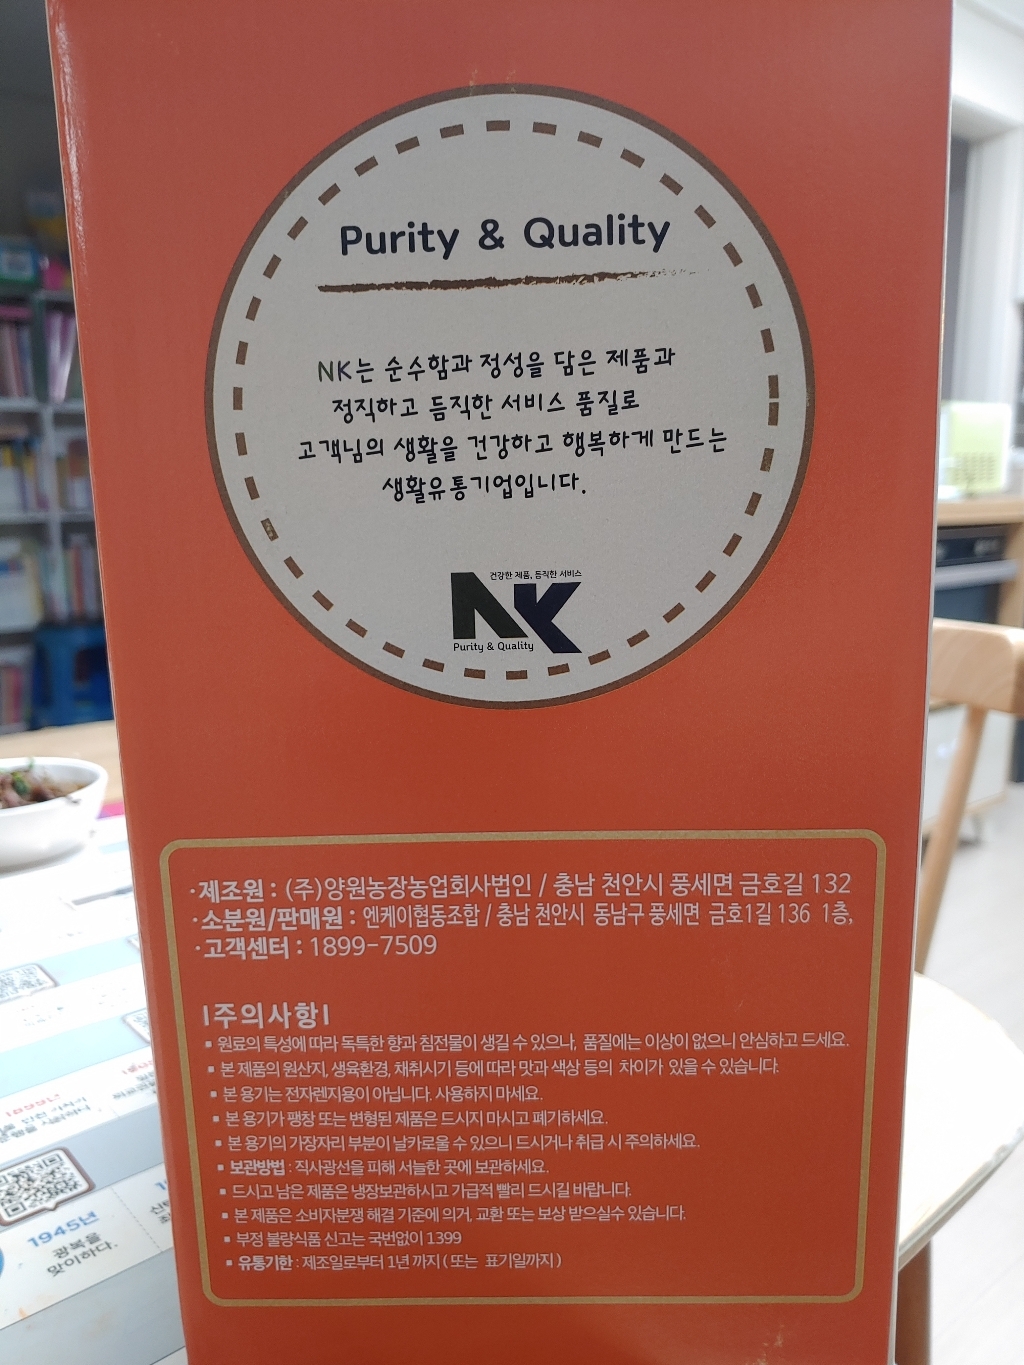 Purity & Quality
NK는 순수함과 정성을 담은 제품과
정직하고 듬직한 서비스 품질로
고객님의 생활을 건강하고 행복하게 만드는
생활유통기업입니다.
건강한 제품, 듬직한 서비스
NK
Purity & Quality
·제조원 : (주)양원농장농업회사법인 / 충남 천안시 풍세면 금호길 132
·소분원/판매원 : 엔케이협동조합 / 충남 천안시 동남구 풍세면 금호1길 136 1층,
·고객센터 : 1899-7509
|주의사항|
▪ 원료의 특성에 따라 독특한 향과 침전물이 생길 수 있으나, 품질에는 이상이 없으니 안심하고 드세요.
▪ 본 제품의 원산지, 생육환경, 채취시기 등에 따라 맛과 색상 등의 차이가 있을 수 있습니다.
▪ 본 용기는 전자렌지용이 아닙니다. 사용하지 마세요.
▪ 본 용기가 팽창 또는 변형된 제품은 드시지 마시고 폐기하세요.
▪ 본 용기의 가장자리 부분이 날카로울 수 있으니 드시거나 취급 시 주의하세요.
▪ 보관방법 : 직사광선을 피해 서늘한 곳에 보관하세요.
▪ 드시고 남은 제품은 냉장보관하시고 가급적 빨리 드시길 바랍니다.
▪ 본 제품은 소비자분쟁 해결 기준에 의거, 교환 또는 보상 받으실수 있습니다.
▪ 부정 불량식품 신고는 국번없이 1399
▪ 유통기한 : 제조일로부터 1년 까지 ( 또는 표기일까지 )
1899년
1945년
광복을
맞이하다.